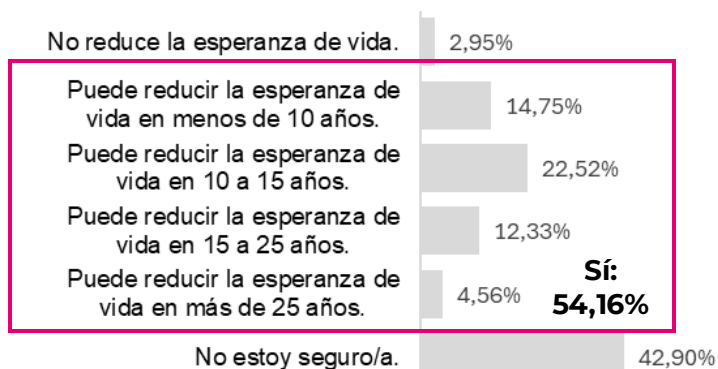 No reduce la esperanza de vida.
2,95%
Puede reducir la esperanza de
vida en menos de 10 años.
14,75%
Puede reducir la esperanza de
vida en 10 a 15 años.
22,52%
Puede reducir la esperanza de
vida en 15 a 25 años.
12,33%
Puede reducir la esperanza de
vida en más de 25 años.
4,56%
Sí:
54,16%
No estoy seguro/a.
42,90%